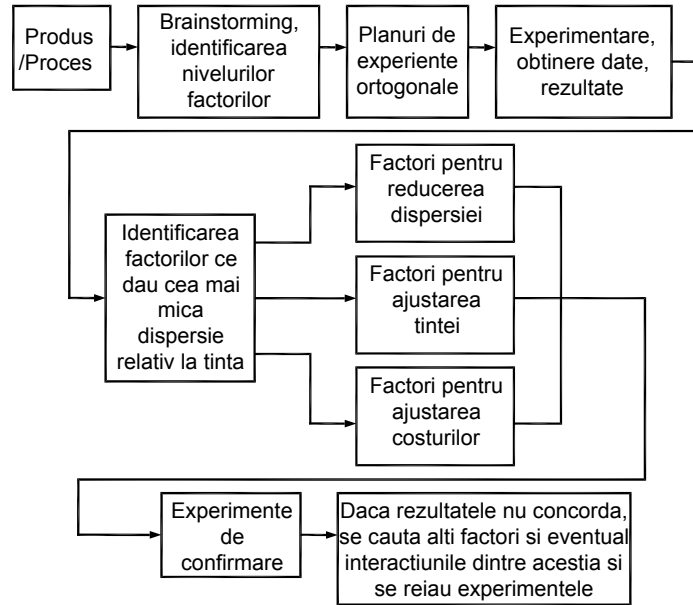 Produs
/Proces
Brainstorming,
identificarea
nivelurilor
factorilor
Planuri de
experiente
ortogonale
Experimentare,
obtinere date,
rezultate
Identificarea
factorilor ce
dau cea mai
mica
dispersie
relativ la tinta
Factori pentru
reducerea
dispersiei
Factori pentru
ajustarea
tintei
Factori pentru
ajustarea
costurilor
Experimente
de
confirmare
Daca rezultatele nu concorda,
se cauta alti factori si eventual
interactiunile dintre acestia si
se reiau experimentele